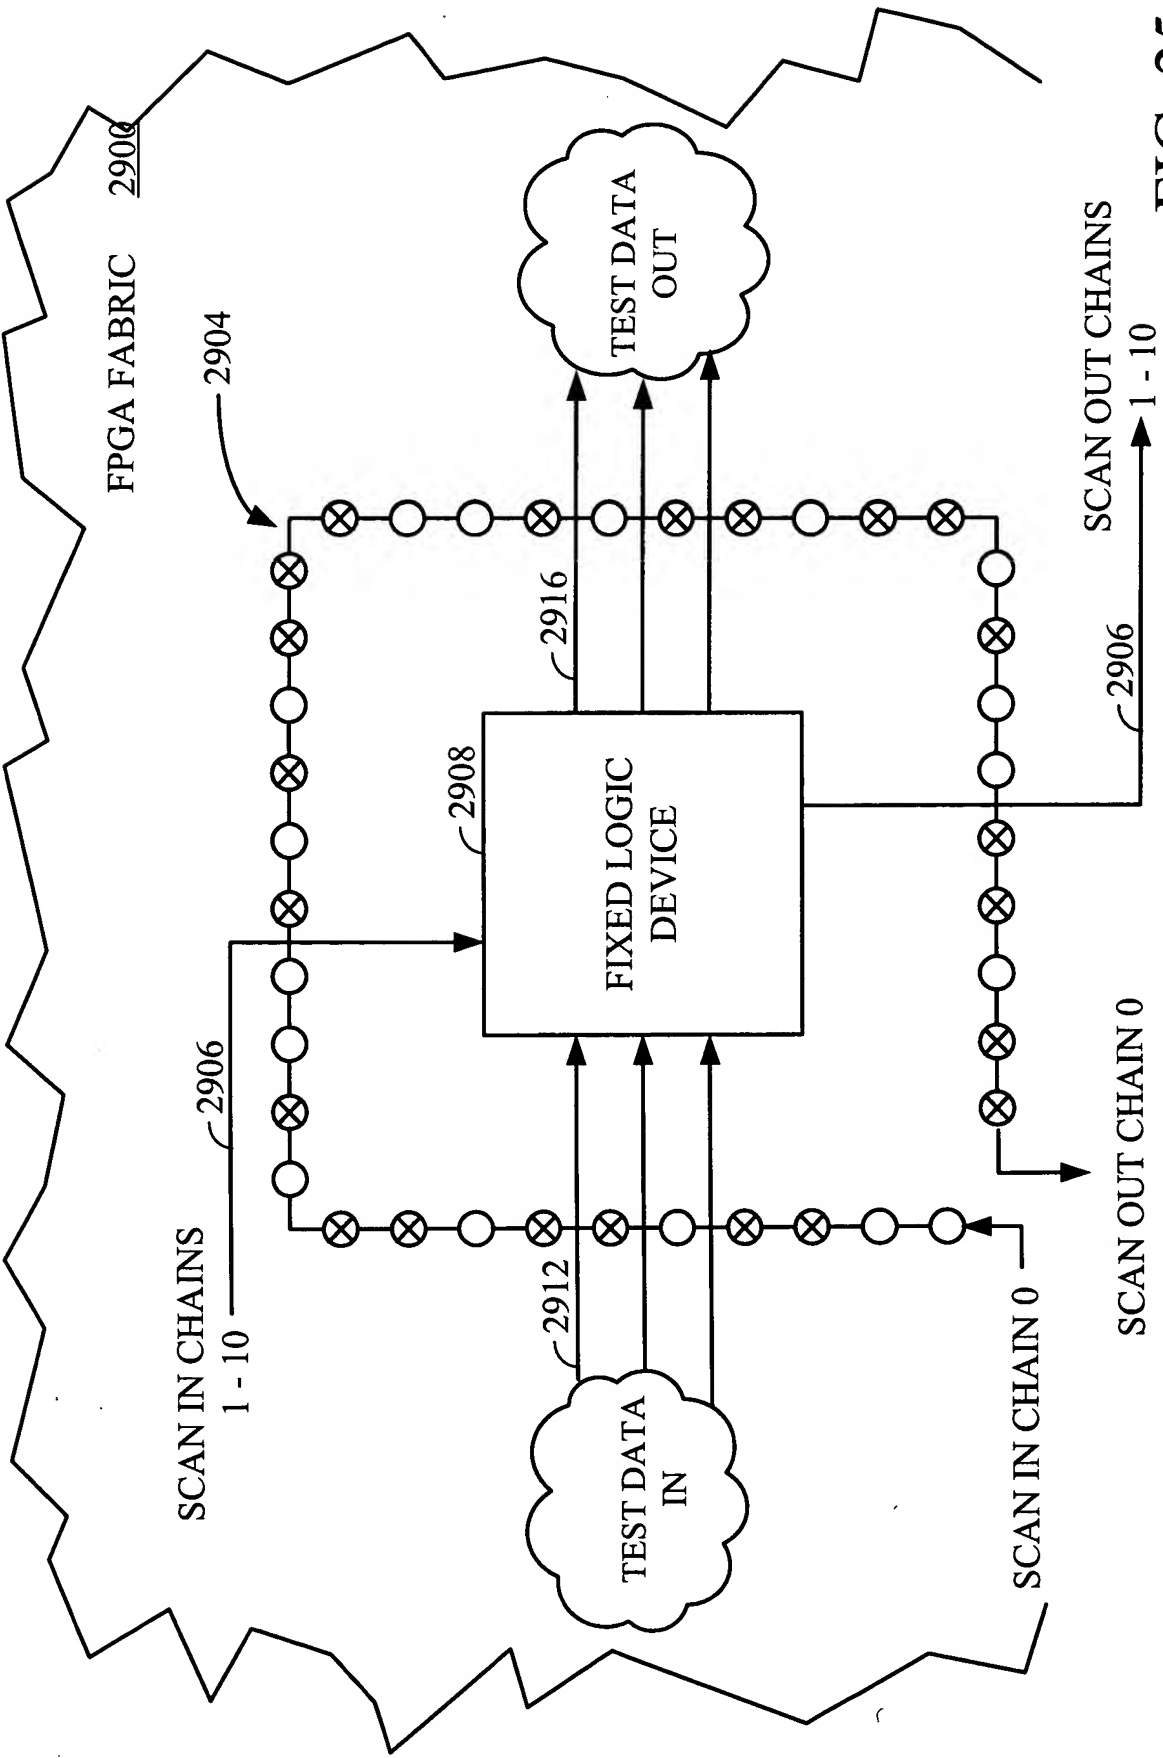 FPGA FABRIC 2900
2904
SCAN IN CHAINS
1 - 10
2906
2908
FIXED LOGIC
DEVICE
2912
2916
TEST DATA
IN
TEST DATA
OUT
SCAN IN CHAIN 0
SCAN OUT CHAIN 0
2906
SCAN OUT CHAINS
1 - 10
FIG.